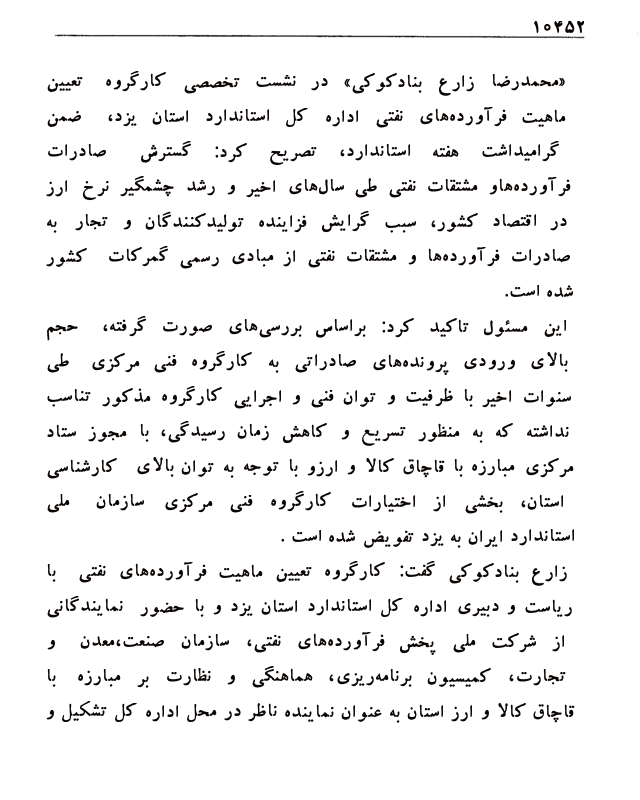 ۱۰۴۵۲
«محمدرضا زارع بنادکوکی» در نشست تخصصی کارگروه تعیین
ماهیت فرآورده‌های نفتی اداره کل استاندارد استان یزد، ضمن
گرامیداشت هفته استاندارد، تصریح کرد: گسترش صادرات
فرآورده‌هاو مشتقات نفتی طی سال‌های اخیر و رشد چشمگیر نرخ ارز
در اقتصاد کشور، سبب گرایش فزاینده تولیدکنندگان و تجار به
صادرات فرآورده‌ها و مشتقات نفتی از مبادی رسمی گمرکات کشور
شده است.
این مسئول تاکید کرد: براساس بررسی‌های صورت گرفته، حجم
بالای ورودی پرونده‌های صادراتی به کارگروه فنی مرکزی طی
سنوات اخیر با ظرفیت و توان فنی و اجرایی کارگروه مذکور تناسب
نداشته که به منظور تسریع و کاهش زمان رسیدگی، با مجوز ستاد
مرکزی مبارزه با قاچاق کالا و ارزو با توجه به توان بالای کارشناسی
استان، بخشی از اختیارات کارگروه فنی مرکزی سازمان ملی
استاندارد ایران به یزد تفویض شده است .
زارع بنادکوکی گفت: کارگروه تعیین ماهیت فرآورده‌های نفتی با
ریاست و دبیری اداره کل استاندارد استان یزد و با حضور نمایندگانی
از شرکت ملی پخش فرآورده‌های نفتی، سازمان صنعت،معدن و
تجارت، کمیسیون برنامه‌ریزی، هماهنگی و نظارت بر مبارزه با
قاچاق کالا و ارز استان به عنوان نماینده ناظر در محل اداره کل تشکیل و